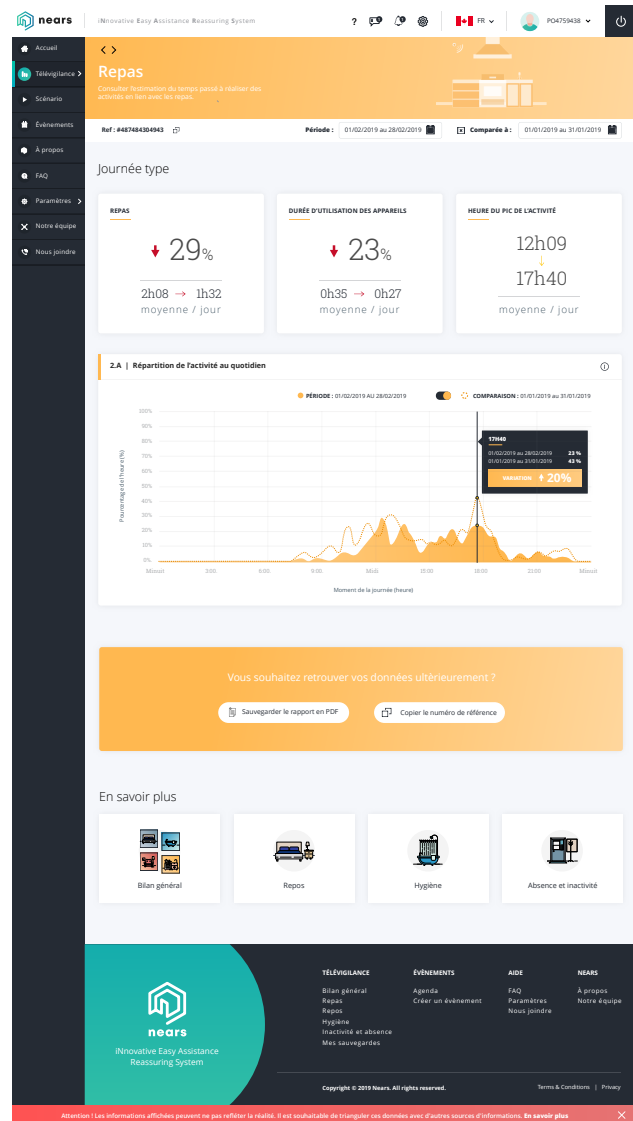 nears
iNnovative Easy Assistance Reassuring System
?
FR
PO4759438
Accueil
Télévigilance
Scénario
Évènements
À propos
FAQ
Paramètres
Notre équipe
Nous joindre
Repas
Consulter l'estimation du temps passé à réaliser des
activités en lien avec les repas.
Ref : #487484304943
Période :
01/02/2019 au 28/02/2019
Comparée à :
01/01/2019 au 31/01/2019
Journée type
REPAS
29%
2h08 → 1h32
moyenne / jour
DURÉE D'UTILISATION DES APPAREILS
23%
0h35 → 0h27
moyenne / jour
HEURE DU PIC DE L'ACTIVITÉ
12h09
↓
17h40
moyenne / jour
2.A | Répartition de l'activité au quotidien
PÉRIODE : 01/02/2019 AU 28/02/2019
COMPARAISON : 01/01/2019 au 31/01/2019
Pourcentage de l'heure (%)
100%
90%
80%
70%
60%
50%
40%
30%
20%
10%
0%
17H40
01/02/2019 au 28/02/2019 23 %
01/01/2019 au 31/01/2019 43 %
VARIATION 20%
Minuit
3:00
6:00
9:00
Midi
15:00
18:00
21:00
Minuit
Moment de la journée (heure)
Vous souhaitez retrouver vos données ultérieurement ?
Sauvegarder le rapport en PDF
Copier le numéro de référence
En savoir plus
Bilan général
Repos
Hygiène
Absence et inactivité
nears
iNnovative Easy Assistance
Reassuring System
TÉLÉVIGILANCE
Bilan général
Repas
Repos
Hygiène
Inactivité et absence
Mes sauvegardes
ÉVÈNEMENTS
Agenda
Créer un évènement
AIDE
FAQ
Paramètres
Nous joindre
NEARS
À propos
Notre équipe
Copyright © 2019 Nears. All rights reserved.
Terms & Conditions | Privacy
Attention ! Les informations affichées peuvent ne pas refléter la réalité. Il est souhaitable de trianguler ces données avec d'autres sources d'informations. En savoir plus